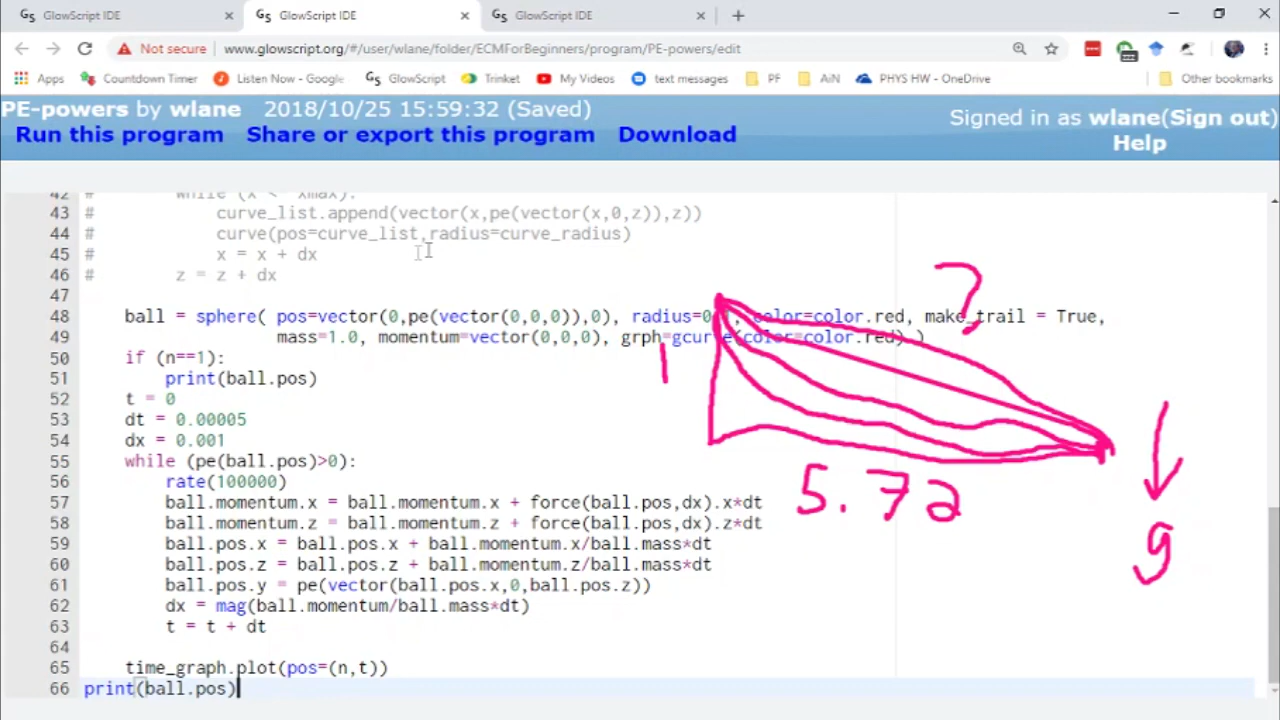 GlowScript IDE
GlowScript IDE
GlowScript IDE
Not secure
www.glowscript.org/#/user/wlane/folder/ECMForBeginners/program/PE-powers/edit
Apps Countdown Timer Listen Now - Google GlowScript Trinket My Videos text messages PF AiN PHYS HW - OneDrive Other bookmarks
PE-powers by wlane 2018/10/25 15:59:32 (Saved)
Signed in as wlane(Sign out)
Run this program Share or export this program Download
Help
42 # while (x < xmax):
43 # curve_list.append(vector(x,pe(vector(x,0,z)),z))
44 # curve(pos=curve_list,radius=curve_radius)
45 # x = x + dx
46 # z = z + dx
47
48 ball = sphere( pos=vector(0,pe(vector(0,0,0)),0), radius=0 color=color.red, make_trail = True,
49 mass=1.0, momentum=vector(0,0,0), grph=gcurve(color=color.red) )
50 if (n==1):
51 print(ball.pos)
52 t = 0
53 dt = 0.00005
54 dx = 0.001
55 while (pe(ball.pos)>0):
56 rate(100000)
57 ball.momentum.x = ball.momentum.x + force(ball.pos,dx).x*dt
58 ball.momentum.z = ball.momentum.z + force(ball.pos,dx).z*dt
59 ball.pos.x = ball.pos.x + ball.momentum.x/ball.mass*dt
60 ball.pos.z = ball.pos.z + ball.momentum.z/ball.mass*dt
61 ball.pos.y = pe(vector(ball.pos.x,0,ball.pos.z))
62 dx = mag(ball.momentum/ball.mass*dt)
63 t = t + dt
64
65 time_graph.plot(pos=(n,t))
66 print(ball.pos)
?
1
5.72
g